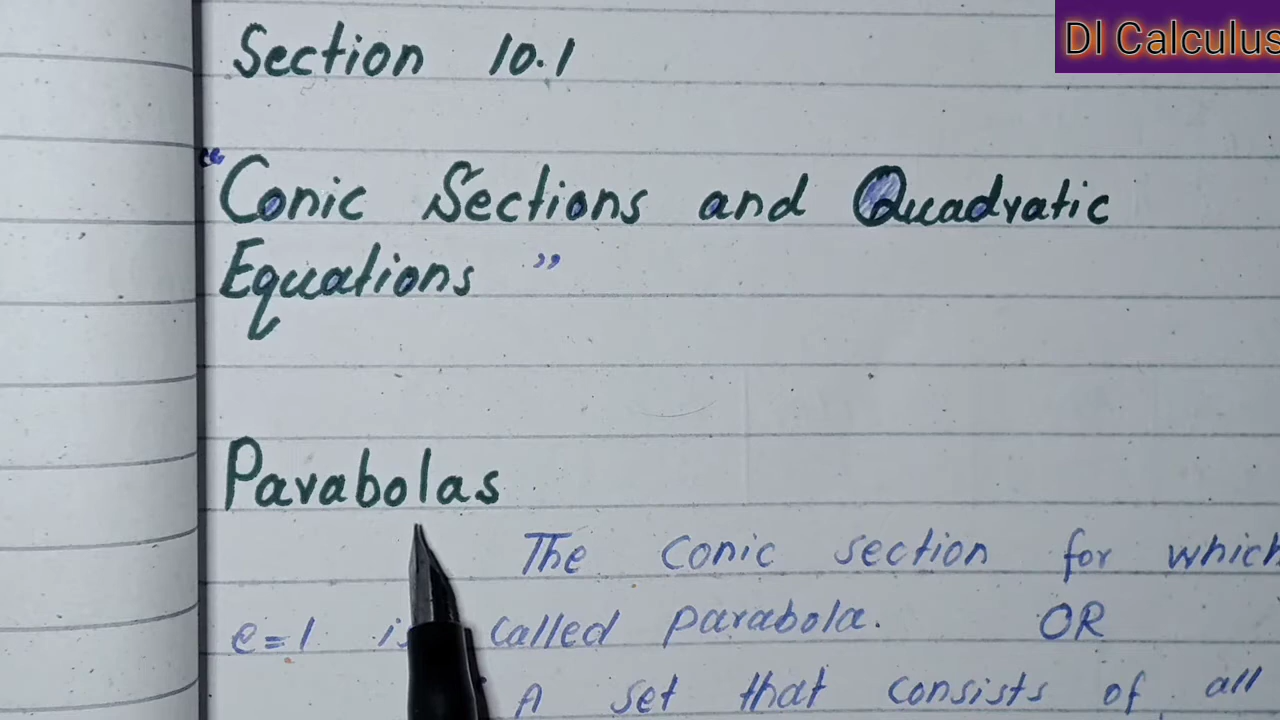 DI Calculus
Section 10.1
"Conic Sections and Quadratic
Equations"
Parabolas
The conic section for which
e=1 is called parabola. OR
A set that consists of all